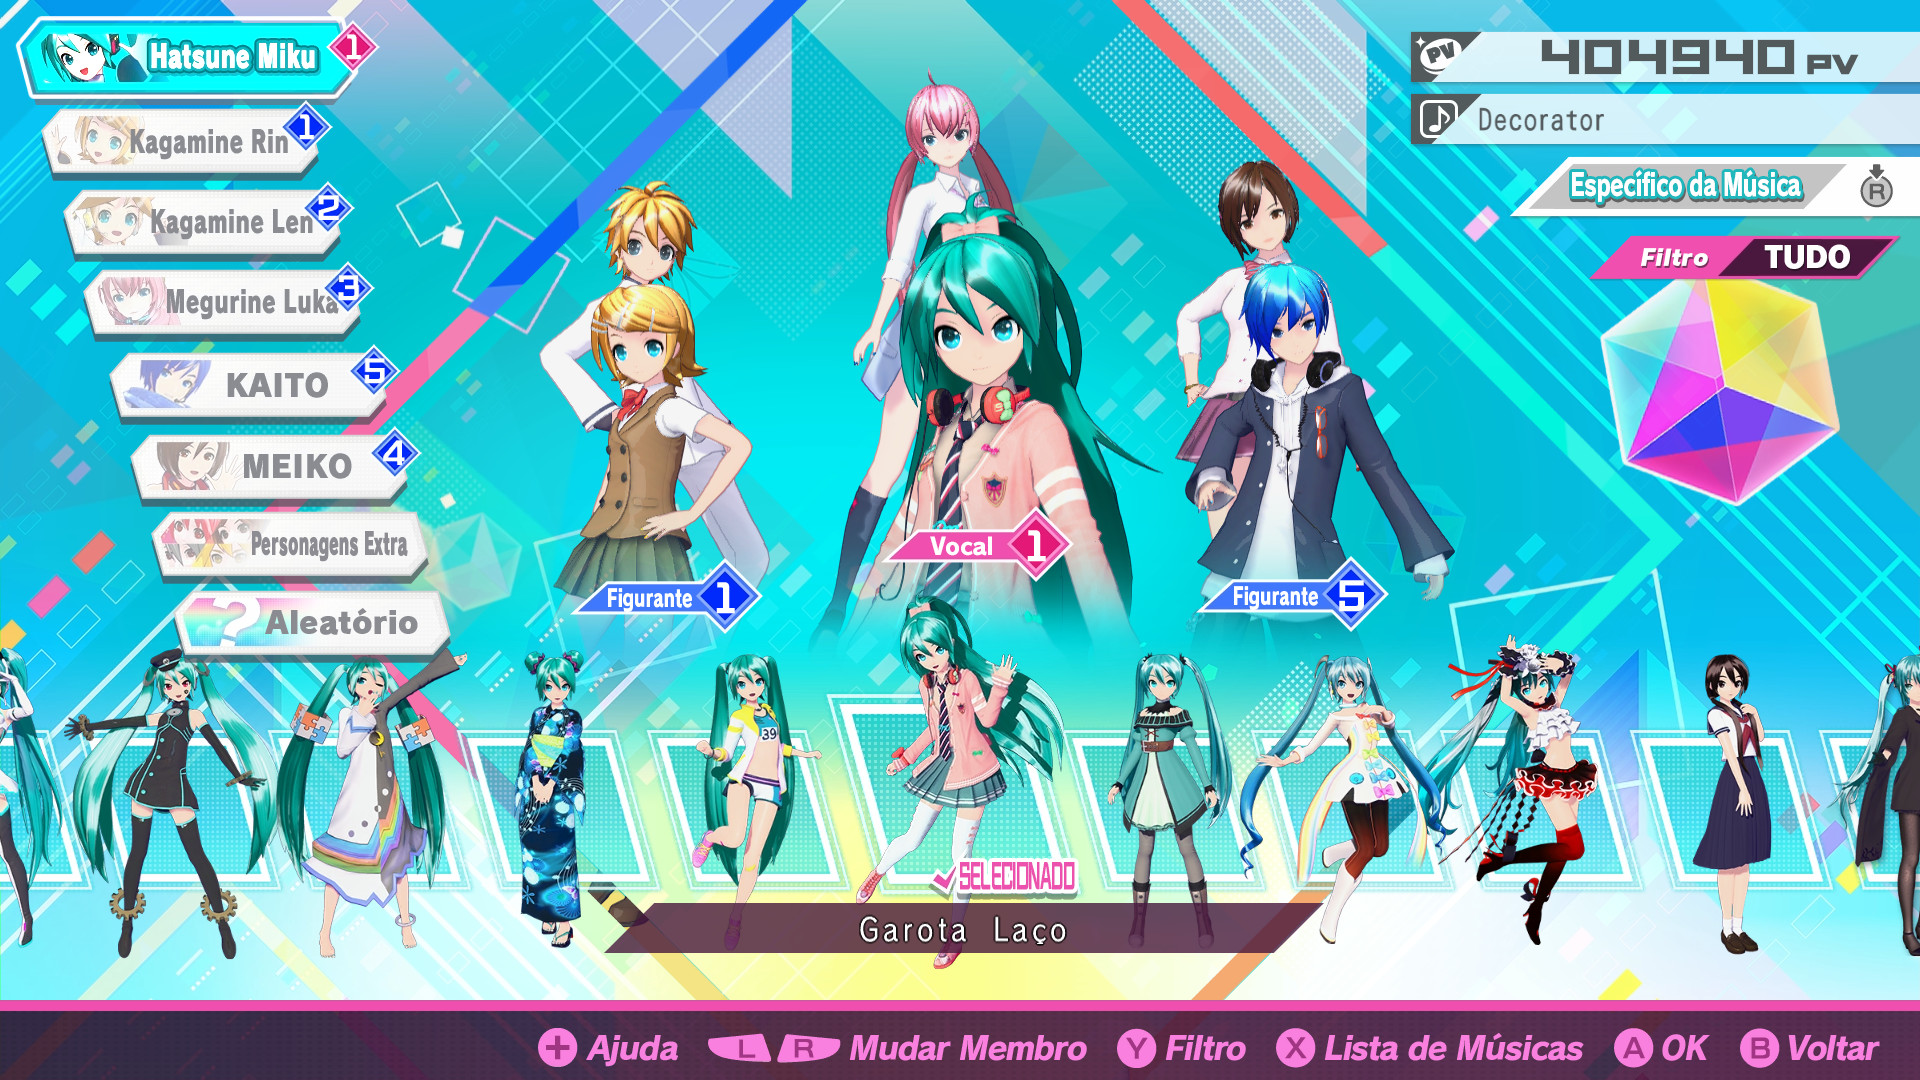 Hatsune Miku 1
Kagamine Rin 1
Kagamine Len 2
Megurine Luka 3
KAITO 5
MEIKO 4
Personagens Extra
? Aleatório
PV 404940 PV
Decorator
Específico da Música R
Filtro TUDO
Vocal 1
Figurante 1
Figurante 5
39
SELECIONADO
Garota Laço
+ Ajuda L R Mudar Membro Y Filtro X Lista de Músicas A OK B Voltar